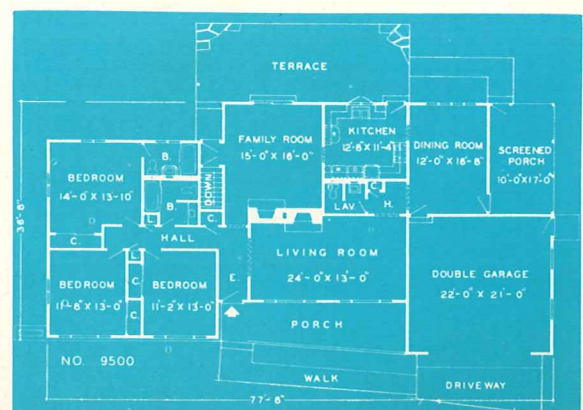 TERRACE
FAMILY ROOM
15'-0" X 16'-0"
KITCHEN
12'-8" X 11'-4"
DINING ROOM
12'-0" X 16'-8"
SCREENED
PORCH
10'-0" X 17'-0"
B.
BEDROOM
14'-0" X 13'-10"
DOWN
B.
L.
C.
LAV.
C.
H.
C.
HALL
36'-8"
LIVING ROOM
24'-0" X 13'-0"
E.
DOUBLE GARAGE
22'-0" X 21'-0"
L.
C.
C.
BEDROOM
11'-8" X 13'-0"
BEDROOM
11'-2" X 13'-0"
PORCH
NO. 9500
WALK
DRIVEWAY
77'-8"